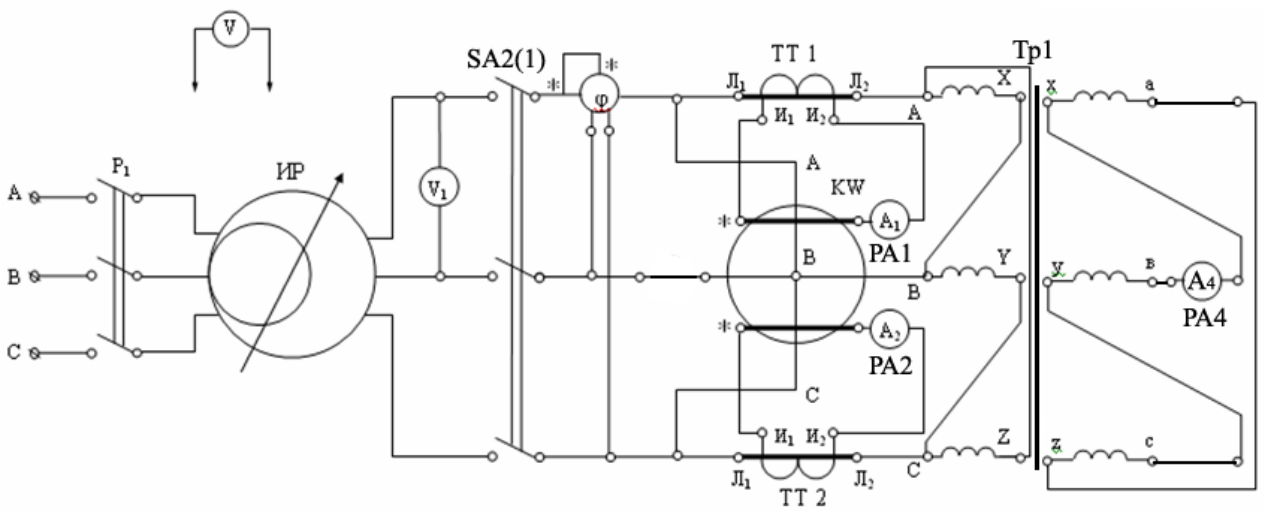 V
SA2(1)
*
*
φ
ТТ 1
Л₁
Л₂
И₁
И₂
Тр1
A
X
x
a
P₁
ИР
V₁
A
A
KW
*
A₁
PA1
B
B
B
Y
y
в
A₄
PA4
*
A₂
PA2
C
C
И₁
И₂
Л₁
Л₂
ТТ 2
C
Z
z
c